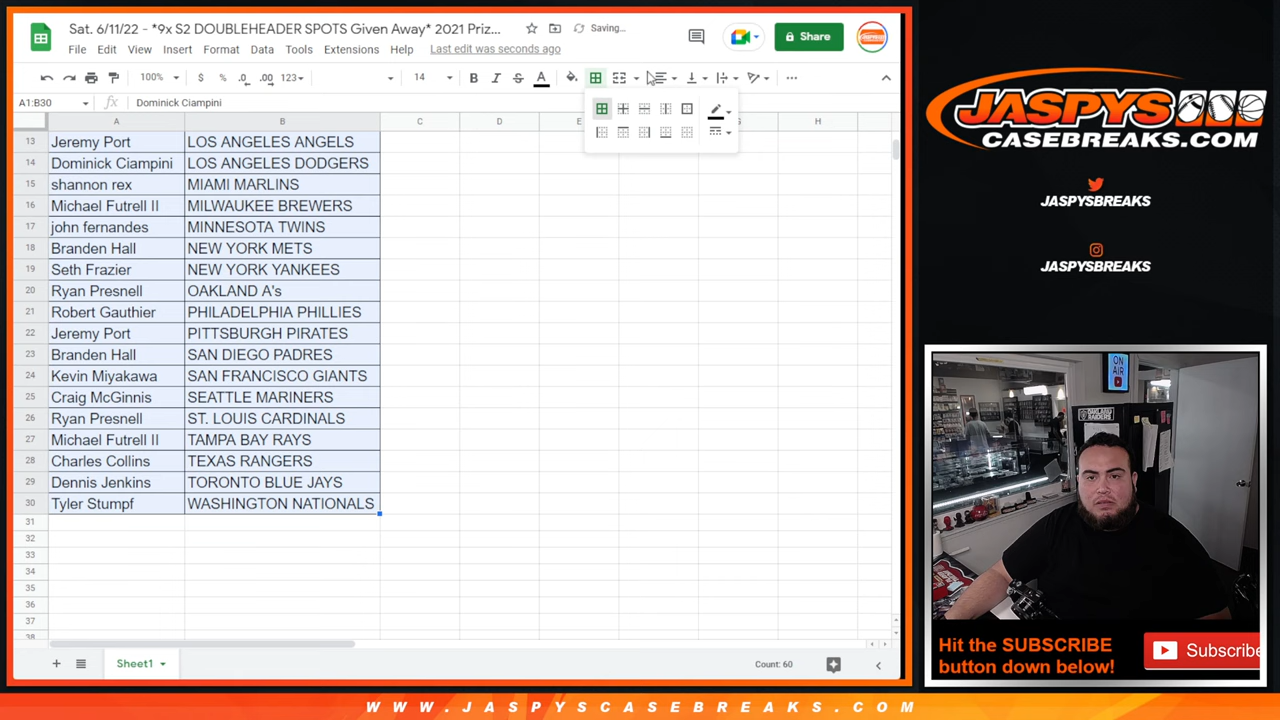 Sat. 6/11/22 - *9x S2 DOUBLEHEADER SPOTS Given Away* 2021 Priz...
Saving...
Share
File Edit View Insert Format Data Tools Extensions Help Last edit was seconds ago
100% $ % .0 .00 123 14 B I S A
A1:B30 fx Dominick Ciampini
A B C D E H
13 Jeremy Port LOS ANGELES ANGELS
14 Dominick Ciampini LOS ANGELES DODGERS
15 shannon rex MIAMI MARLINS
16 Michael Futrell II MILWAUKEE BREWERS
17 john fernandes MINNESOTA TWINS
18 Branden Hall NEW YORK METS
19 Seth Frazier NEW YORK YANKEES
20 Ryan Presnell OAKLAND A's
21 Robert Gauthier PHILADELPHIA PHILLIES
22 Jeremy Port PITTSBURGH PIRATES
23 Branden Hall SAN DIEGO PADRES
24 Kevin Miyakawa SAN FRANCISCO GIANTS
25 Craig McGinnis SEATTLE MARINERS
26 Ryan Presnell ST. LOUIS CARDINALS
27 Michael Futrell II TAMPA BAY RAYS
28 Charles Collins TEXAS RANGERS
29 Dennis Jenkins TORONTO BLUE JAYS
30 Tyler Stumpf WASHINGTON NATIONALS
31
32
33
34
35
36
37
38
Sheet1
Count: 60
JASPYS
CASEBREAKS.COM
JASPYSBREAKS
JASPYSBREAKS
ON
AIR
Hit the SUBSCRIBE
button down below!
Subscribe
WWW.JASPYSCASEBREAKS.COM